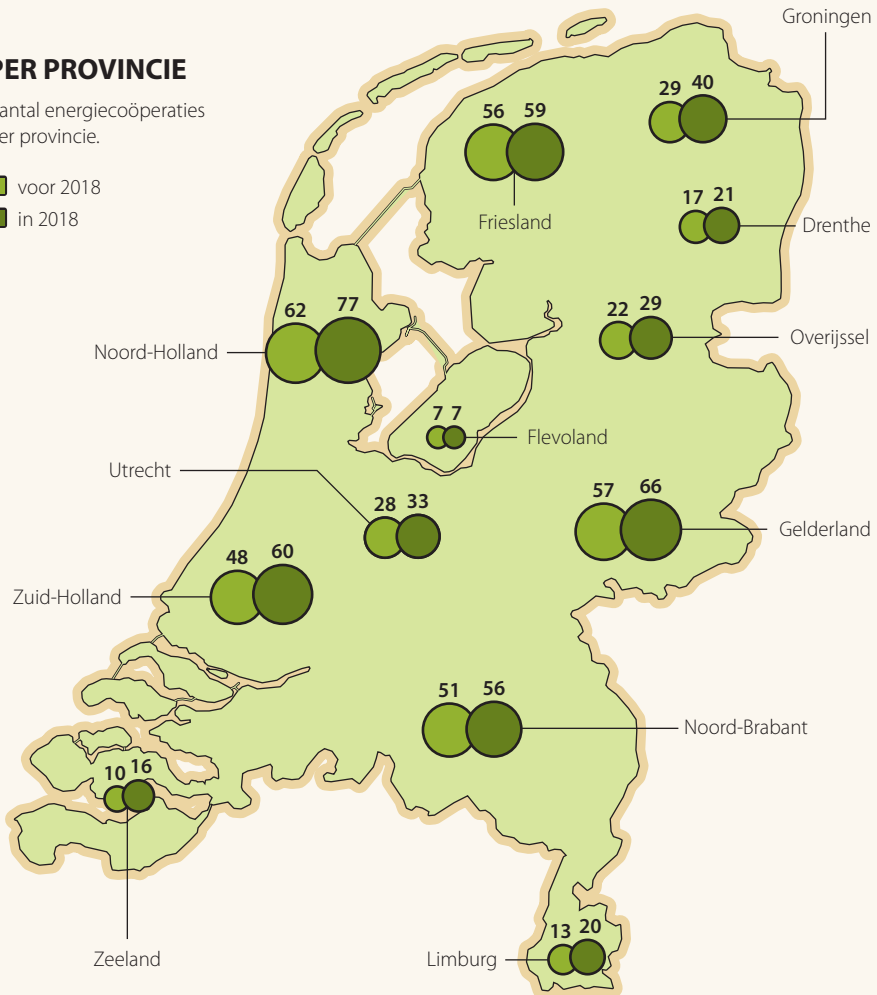 PER PROVINCIE
antal energiecoöperaties
er provincie.
voor 2018
in 2018
Groningen
29 40
56 59
Friesland
17 21
Drenthe
62 77
Noord-Holland
22 29
Overijssel
7 7
Flevoland
Utrecht
28 33
57 66
Gelderland
48 60
Zuid-Holland
51 56
Noord-Brabant
10 16
Zeeland
13 20
Limburg